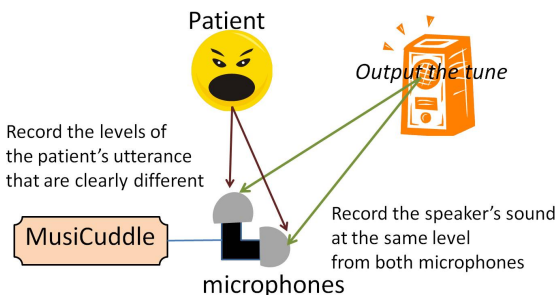 Patient
Output the tune
Record the levels of
the patient’s utterance
that are clearly different
MusiCuddle
Record the speaker’s sound
at the same level
from both microphones
microphones